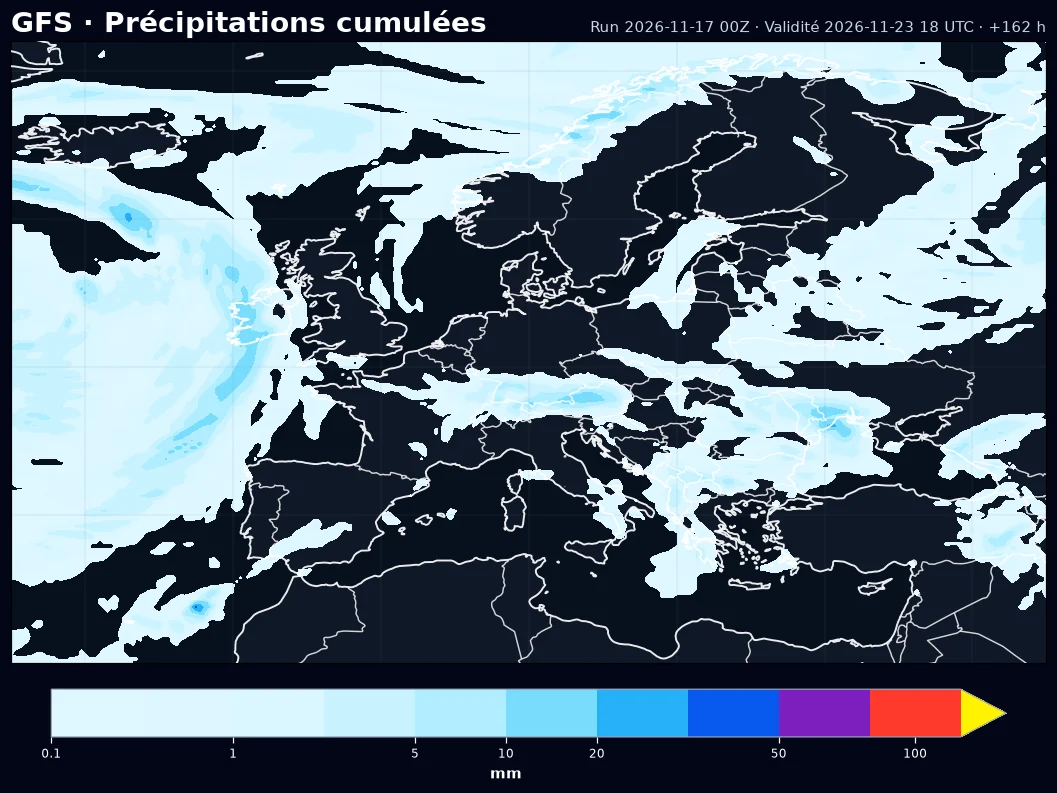 GFS · Précipitations cumulées
Run 2026-11-17 00Z · Validité 2026-11-23 18 UTC · +162 h
0.1 1 5 10 20 50 100
mm